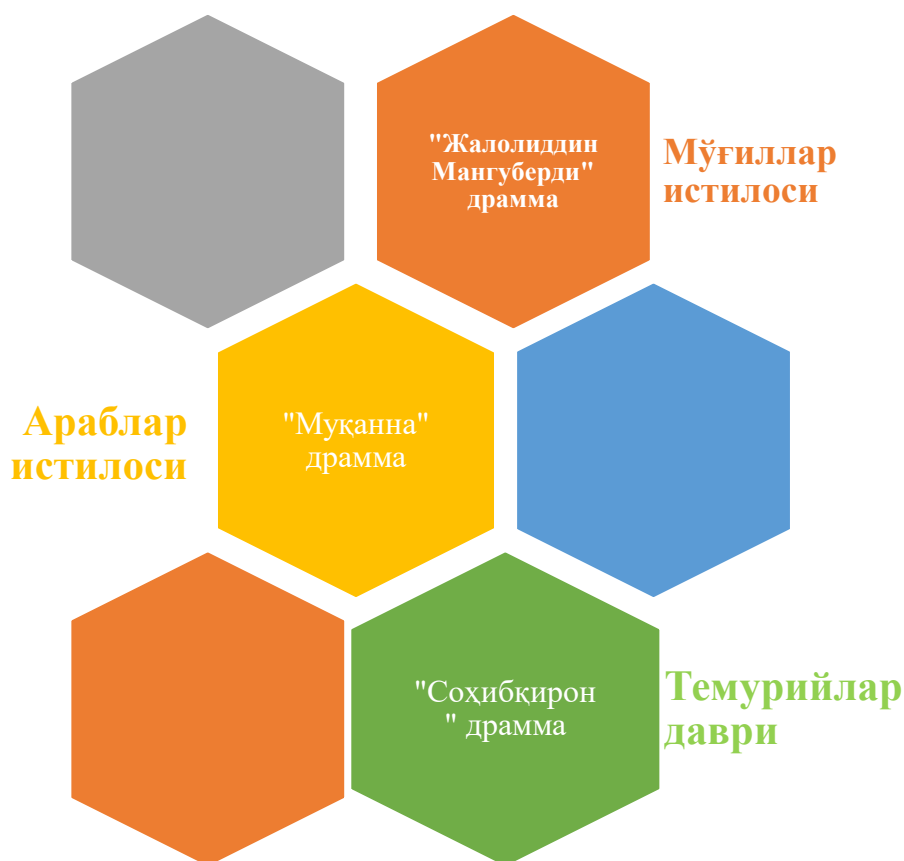 "Жалолиддин
Мангуберди"
драмма
Мўғиллар
истилоси
Араблар
истилоси
"Муқанна"
драмма
"Соҳибқирон
" драмма
Темурийлар
даври